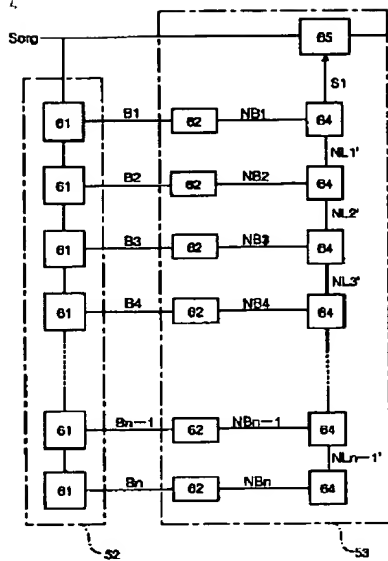 Sorg 65
S1
61 B1 62 NB1 64
NL1'
61 B2 62 NB2 64
NL2'
61 B3 62 NB3 64
NL3'
61 B4 62 NB4 64
61 Bn-1 62 NBn-1 64
NLn-1'
61 Bn 62 NBn 64
52 53